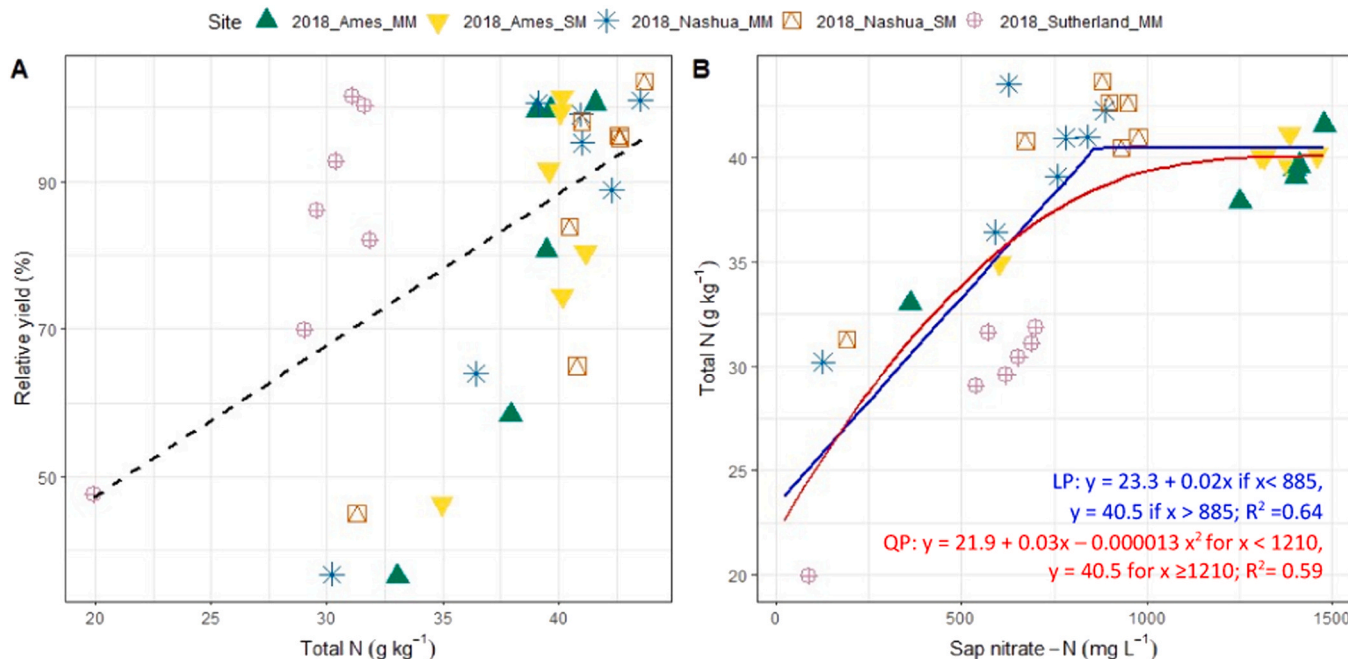 Site 2018_Ames_MM 2018_Ames_SM 2018_Nashua_MM 2018_Nashua_SM 2018_Sutherland_MM
A
Relative yield (%)
90
70
50
20 25 30 35 40
Total N (g kg⁻¹)
B
Total N (g kg⁻¹)
40
35
30
25
20
LP: y = 23.3 + 0.02x if x< 885,
y = 40.5 if x > 885; R² =0.64
QP: y = 21.9 + 0.03x – 0.000013 x² for x < 1210,
y = 40.5 for x ≥1210; R²= 0.59
0 500 1000 1500
Sap nitrate–N (mg L⁻¹)